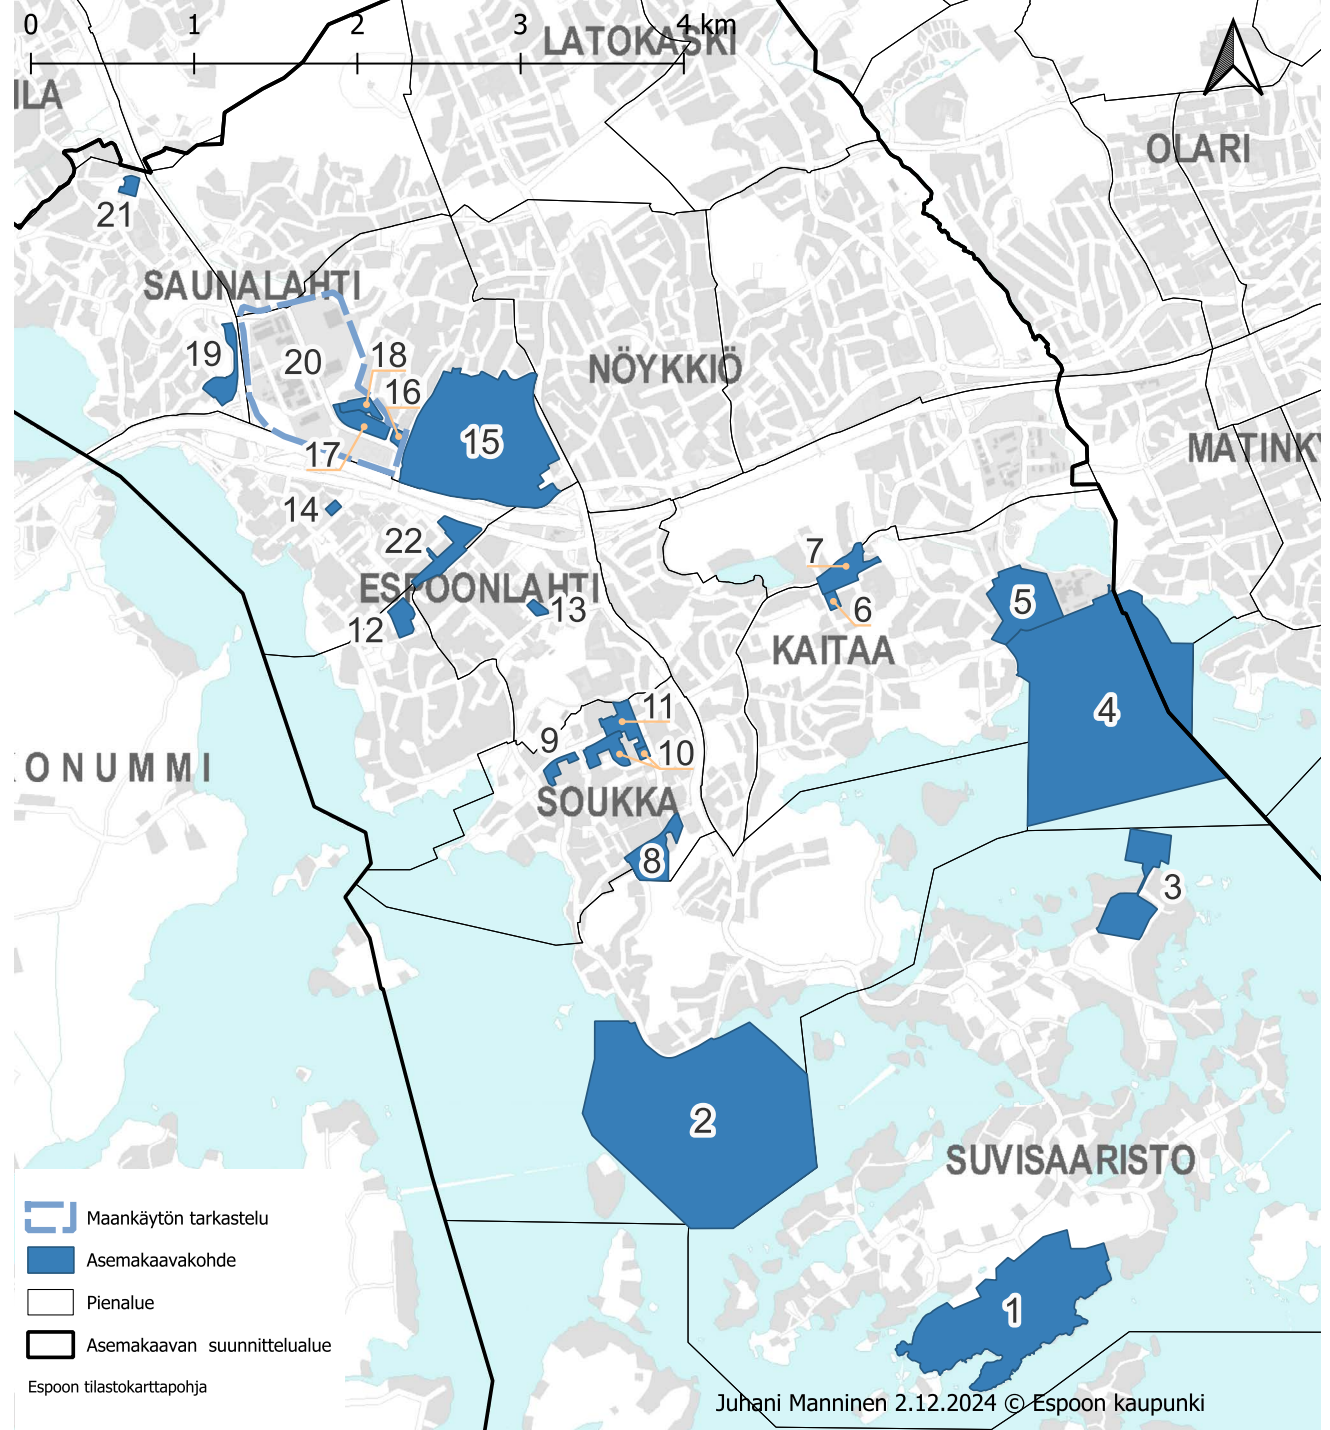 0 1 2 3 4 km
LATOKASKI
ILA
OLARI
21
SAUNALAHTI
19
20
18
16
NÖYKKIÖ
15
17
MATINKY
14
22
7
ESPOONLAHTI
13
12
6
5
KAITAA
4
11
9
10
ONUMMI
SOUKKA
8
3
2
SUVISAARISTO
1
Maankäytön tarkastelu
Asemakaavakohde
Pienalue
Asemakaavan suunnittelualue
Espoon tilastokarttapohja
Juhani Manninen 2.12.2024 © Espoon kaupunki